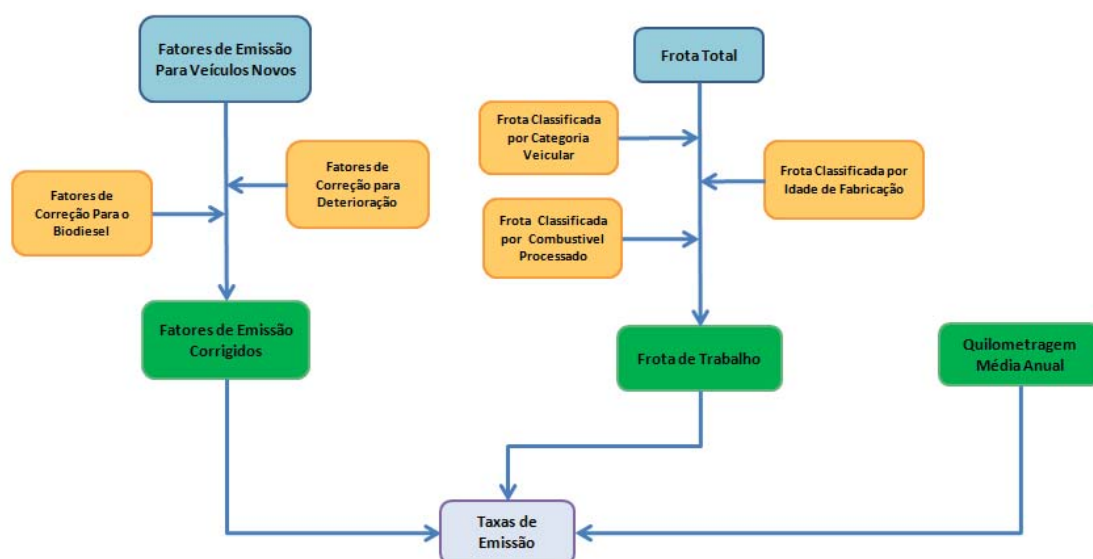 Fatores de Emissão
Para Veículos Novos
Frota Total
Frota Classificada
por Categoria
Veicular
Fatores de
Correção para
Deterioração
Frota Classificada por
Idade de Fabricação
Fatores de
Correção Para o
Biodiesel
Frota Classificada
por Combustivel
Processado
Fatores de Emissão
Corrigidos
Frota de Trabalho
Quilometragem
Média Anual
Taxas de
Emissão